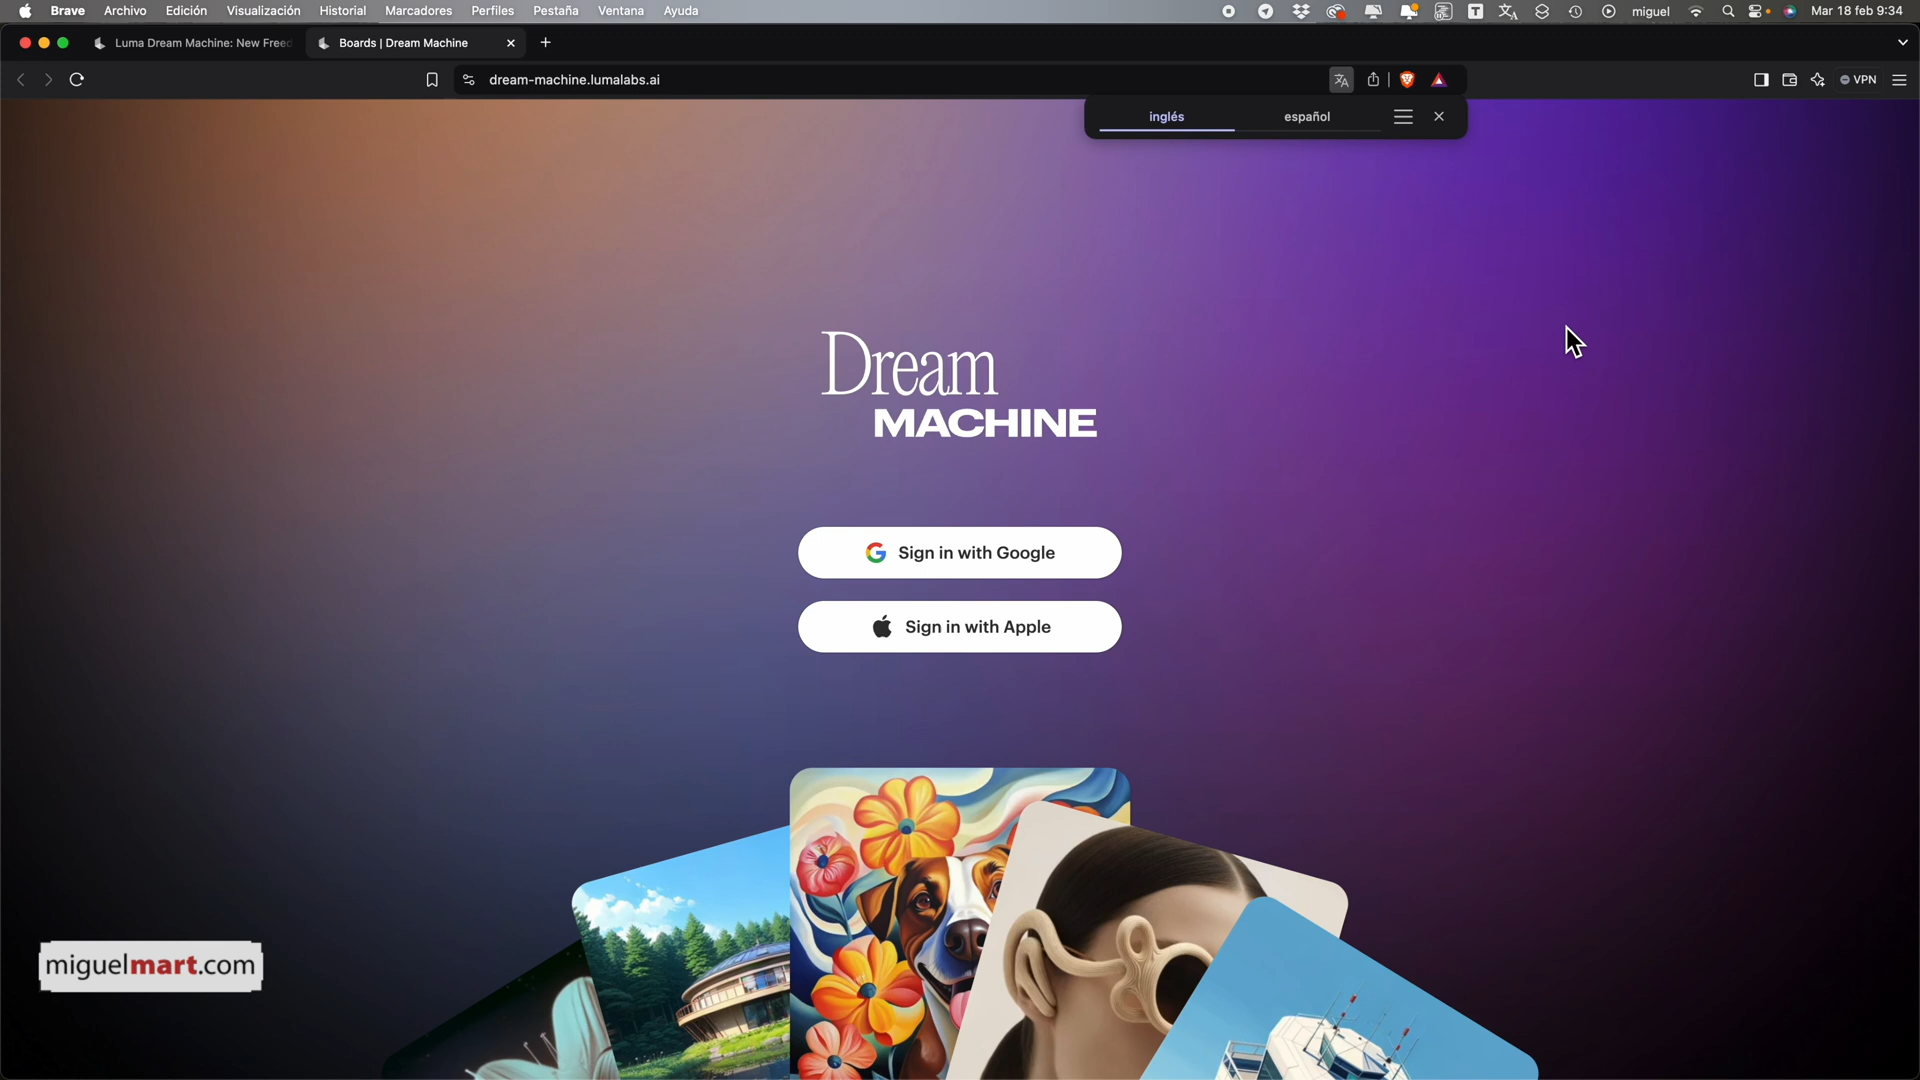 Brave Archivo Edición Visualización Historial Marcadores Perfiles Pestaña Ventana Ayuda
miguel Mar 18 feb 9:34
Luma Dream Machine: New Freed
Boards | Dream Machine
dream-machine.lumalabs.ai
VPN
inglés español
Dream
MACHINE
Sign in with Google
Sign in with Apple
miguelmart.com